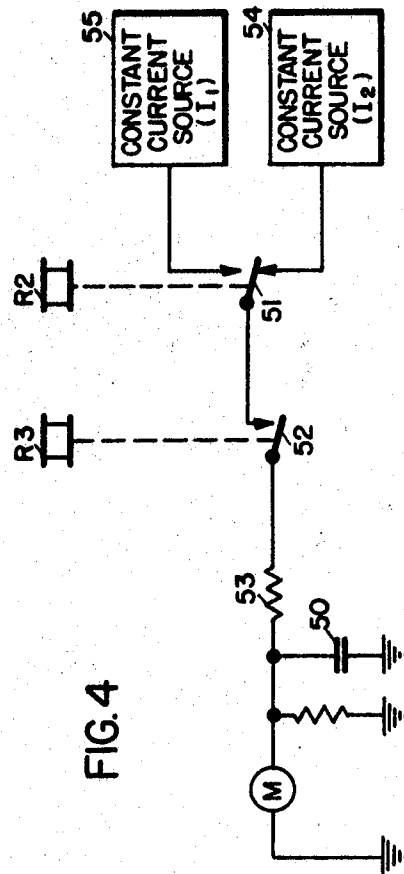 FIG. 4
R3
R2
55
CONSTANT
CURRENT
SOURCE
(I₁)
54
CONSTANT
CURRENT
SOURCE
(I₂)
51
52
53
50
M